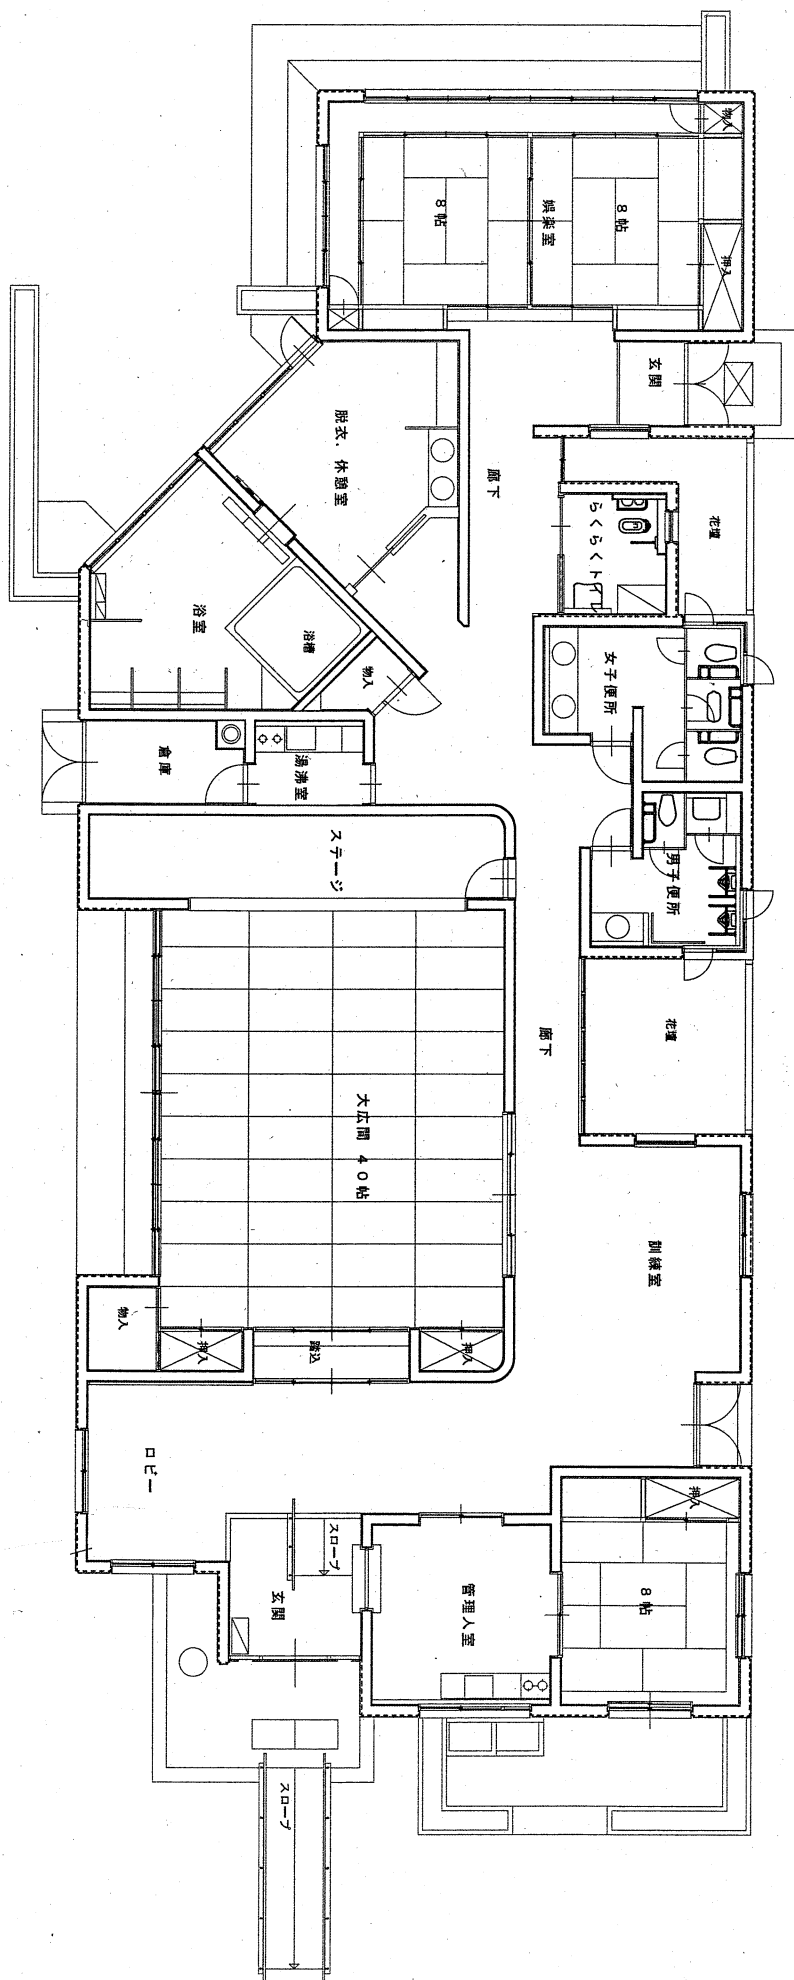 物入
8帖
娯楽室
8帖
押入
玄関
脱衣．休憩室
廊下
らくらくトイレ
花壇
浴室
浴槽
物入
女子便所
倉庫
湯沸室
ステージ
男子便所
廊下
花壇
大広間 40帖
訓練室
物入
押入
踏込
押入
ロビー
押入
スロープ
玄関
管理人室
8帖
スロープ